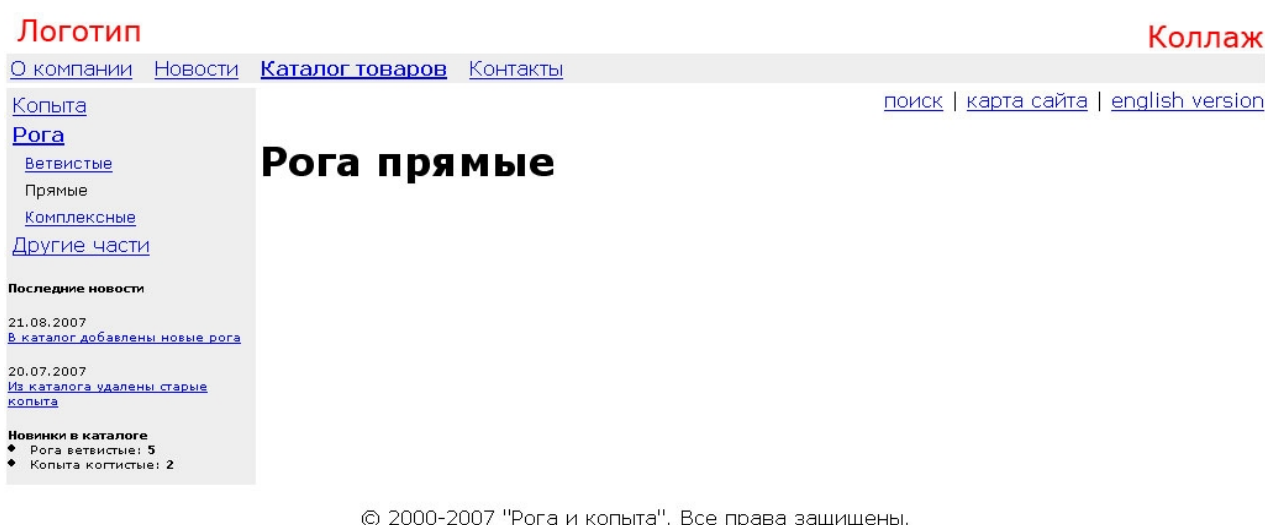 Логотип
Коллаж
О компании Новости Каталог товаров Контакты
поиск | карта сайта | english version
Копыта
Рога
Ветвистые
Прямые
Комплексные
Другие части
Последние новости
21.08.2007
В каталог добавлены новые рога
20.07.2007
Из каталога удалены старые
копыта
Новинки в каталоге
◆ Рога ветвистые: 5
◆ Копыта когтистые: 2
Рога прямые
© 2000-2007 "Рога и копыта". Все права защищены.